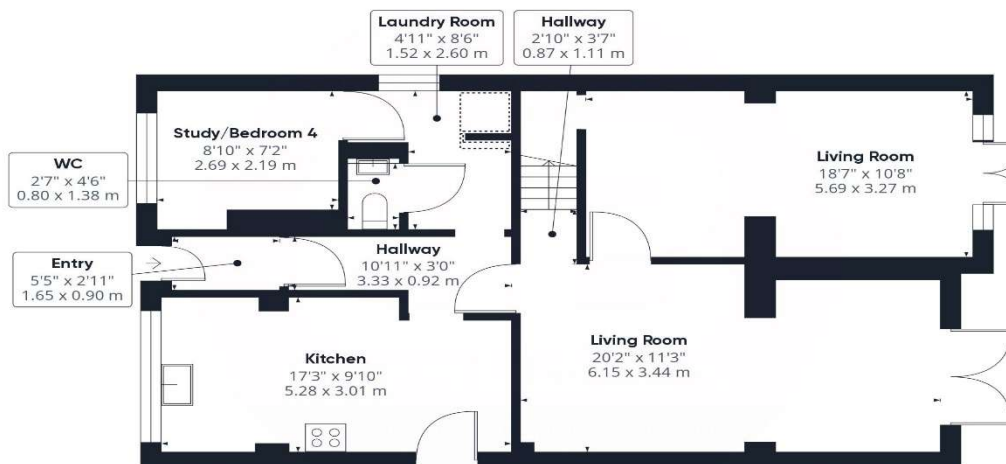 Laundry Room
4'11" x 8'6"
1.52 x 2.60 m
Hallway
2'10" x 3'7"
0.87 x 1.11 m
Study/Bedroom 4
8'10" x 7'2"
2.69 x 2.19 m
WC
2'7" x 4'6"
0.80 x 1.38 m
Living Room
18'7" x 10'8"
5.69 x 3.27 m
Entry
5'5" x 2'11"
1.65 x 0.90 m
Hallway
10'11" x 3'0"
3.33 x 0.92 m
Kitchen
17'3" x 9'10"
5.28 x 3.01 m
Living Room
20'2" x 11'3"
6.15 x 3.44 m